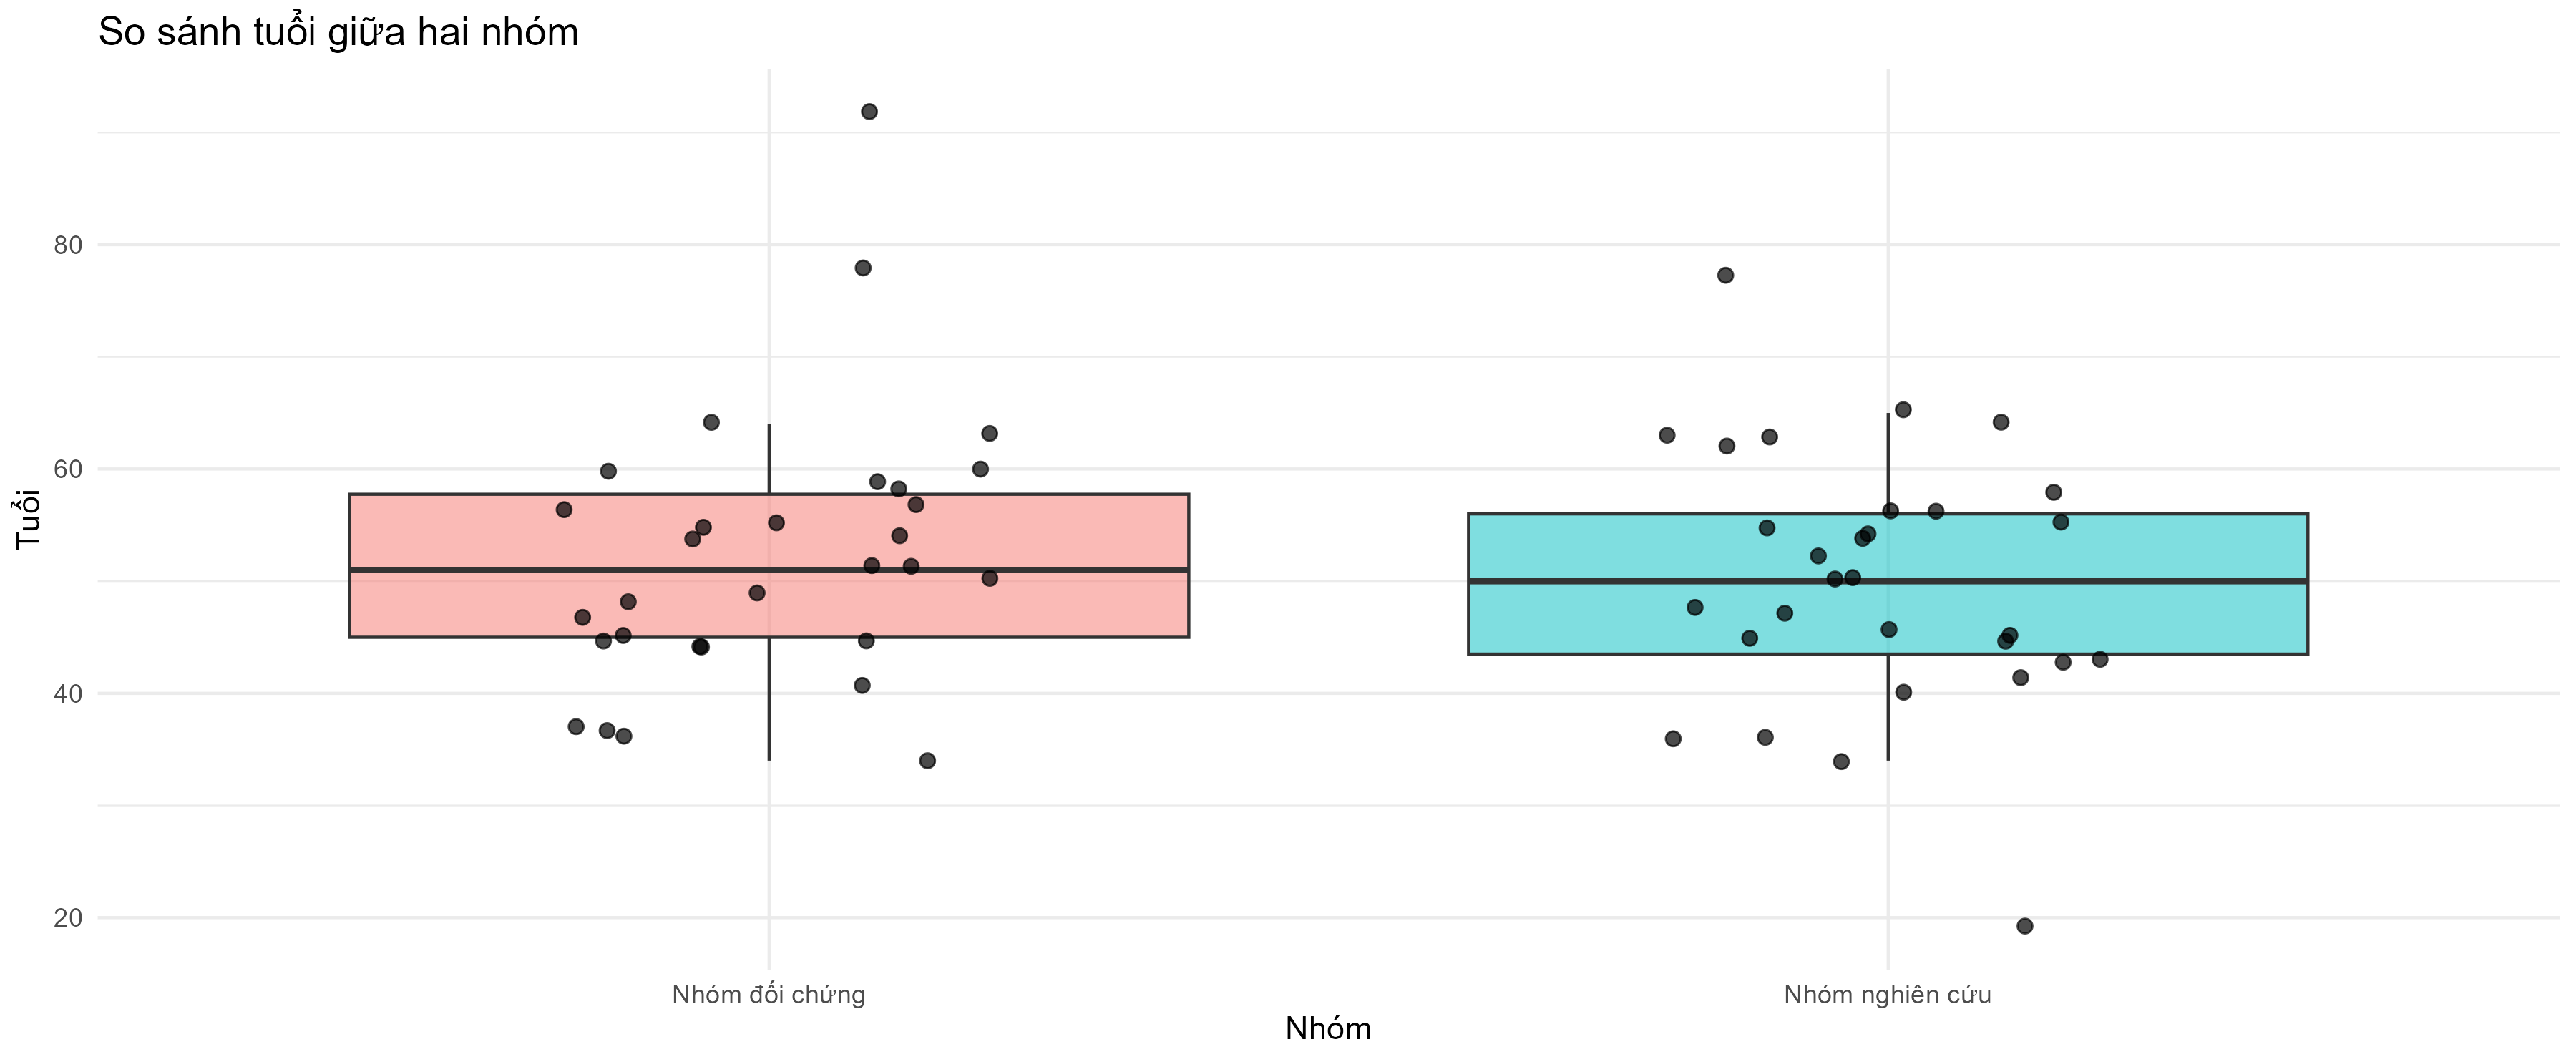 So sánh tuổi giữa hai nhóm
Tuổi
80
60
40
20
Nhóm đối chứng
Nhóm nghiên cứu
Nhóm